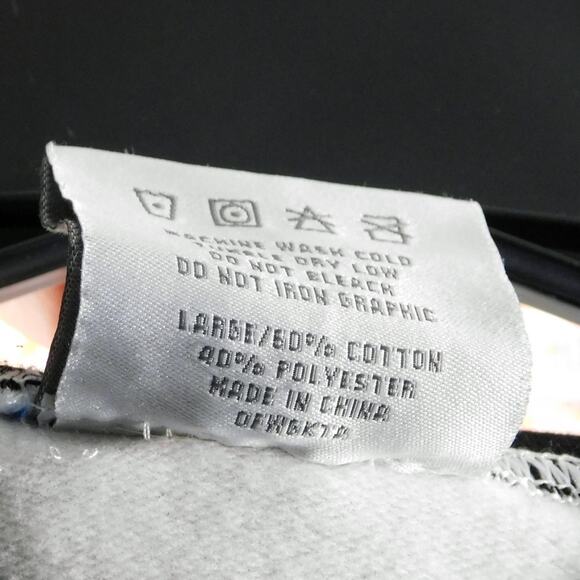 MACHINE WASH COLD
TUMBLE DRY LOW
DO NOT BLEACH
DO NOT IRON GRAPHIC
LARGE/60% COTTON
40% POLYESTER
MADE IN CHINA
OFWGKTA